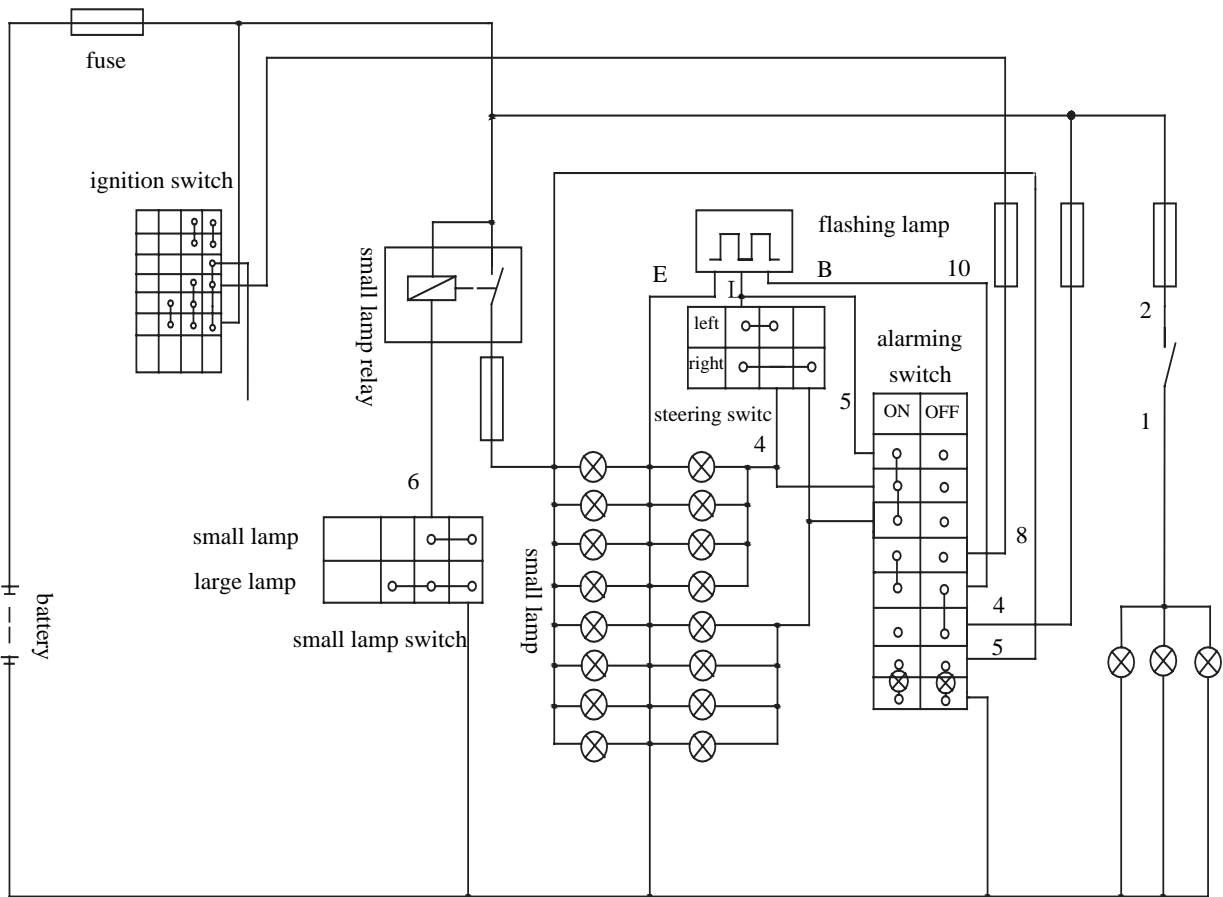 fuse
ignition switch
flashing lamp
E
L
B
10
small lamp relay
left
right
steering switc
alarming
switch
ON
OFF
2
1
5
4
6
small lamp
large lamp
small lamp switch
small lamp
8
4
5
battery